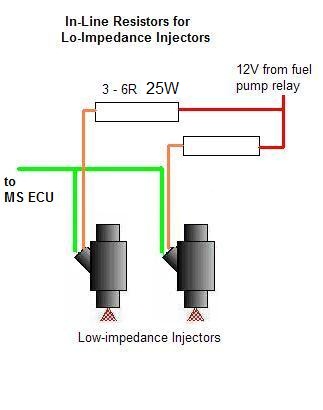 In-Line Resistors for
Lo-Impedance Injectors
12V from fuel
pump relay
3 - 6R 25W
to
MS ECU
Low-impedance Injectors